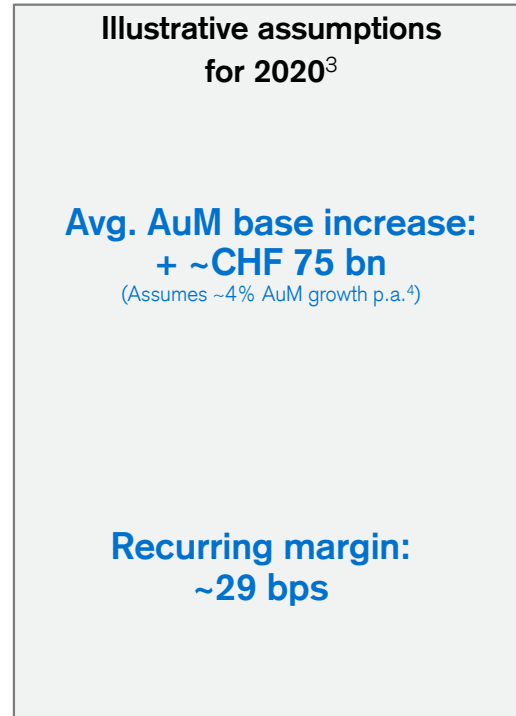 Illustrative assumptions
for 2020³
Avg. AuM base increase:
+ ~CHF 75 bn
(Assumes ~4% AuM growth p.a.⁴)
Recurring margin:
~29 bps